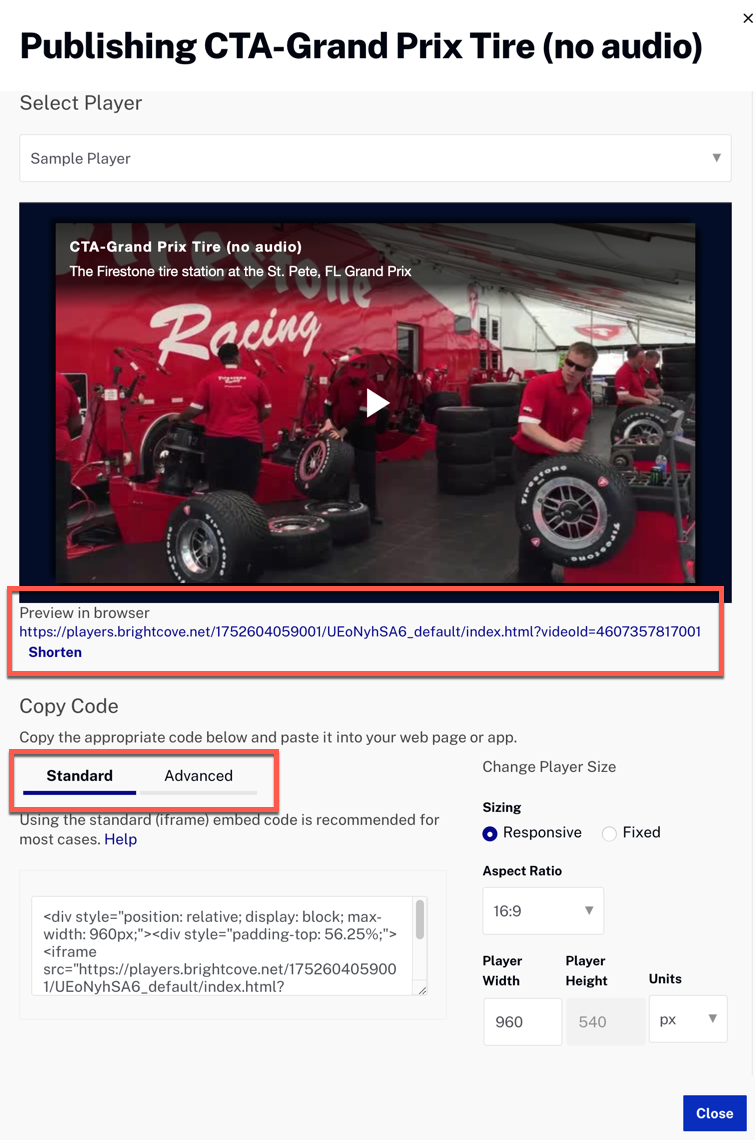 Publishing CTA-Grand Prix Tire (no audio)
Select Player
Sample Player
CTA-Grand Prix Tire (no audio)
The Firestone tire station at the St. Pete, FL Grand Prix
Firestone
Racing
Firestone
Firestone
Preview in browser
https://players.brightcove.net/1752604059001/UEoNyhSA6_default/index.html?videoId=4607357817001
Shorten
Copy Code
Copy the appropriate code below and paste it into your web page or app.
Standard
Advanced
Using the standard (iframe) embed code is recommended for
most cases. Help
<div style="position: relative; display: block; max-
width: 960px;"><div style="padding-top: 56.25%;">
<iframe
src="https://players.brightcove.net/175260405900
1/UEoNyhSA6_default/index.html?
Change Player Size
Sizing
Responsive
Fixed
Aspect Ratio
16:9
Player
Width
Player
Height
Units
960
540
px
Close